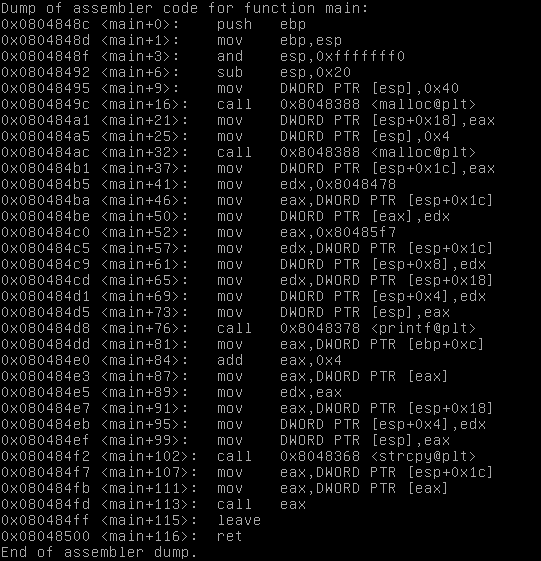 Dump of assembler code for function main:
0x0804848c <main+0>:    push   ebp
0x0804848d <main+1>:    mov    ebp,esp
0x0804848f <main+3>:    and    esp,0xfffffff0
0x08048492 <main+6>:    sub    esp,0x20
0x08048495 <main+9>:    mov    DWORD PTR [esp],0x40
0x0804849c <main+16>:   call   0x8048388 <malloc@plt>
0x080484a1 <main+21>:   mov    DWORD PTR [esp+0x18],eax
0x080484a5 <main+25>:   mov    DWORD PTR [esp],0x4
0x080484ac <main+32>:   call   0x8048388 <malloc@plt>
0x080484b1 <main+37>:   mov    DWORD PTR [esp+0x1c],eax
0x080484b5 <main+41>:   mov    edx,0x8048478
0x080484ba <main+46>:   mov    eax,DWORD PTR [esp+0x1c]
0x080484be <main+50>:   mov    DWORD PTR [eax],edx
0x080484c0 <main+52>:   mov    eax,0x80485f7
0x080484c5 <main+57>:   mov    edx,DWORD PTR [esp+0x1c]
0x080484c9 <main+61>:   mov    DWORD PTR [esp+0x8],edx
0x080484cd <main+65>:   mov    edx,DWORD PTR [esp+0x18]
0x080484d1 <main+69>:   mov    DWORD PTR [esp+0x4],edx
0x080484d5 <main+73>:   mov    DWORD PTR [esp],eax
0x080484d8 <main+76>:   call   0x8048378 <printf@plt>
0x080484dd <main+81>:   mov    eax,DWORD PTR [ebp+0xc]
0x080484e0 <main+84>:   add    eax,0x4
0x080484e3 <main+87>:   mov    eax,DWORD PTR [eax]
0x080484e5 <main+89>:   mov    edx,eax
0x080484e7 <main+91>:   mov    eax,DWORD PTR [esp+0x18]
0x080484eb <main+95>:   mov    DWORD PTR [esp+0x4],edx
0x080484ef <main+99>:   mov    DWORD PTR [esp],eax
0x080484f2 <main+102>:  call   0x8048368 <strcpy@plt>
0x080484f7 <main+107>:  mov    eax,DWORD PTR [esp+0x1c]
0x080484fb <main+111>:  mov    eax,DWORD PTR [eax]
0x080484fd <main+113>:  call   eax
0x080484ff <main+115>:  leave
0x08048500 <main+116>:  ret
End of assembler dump.